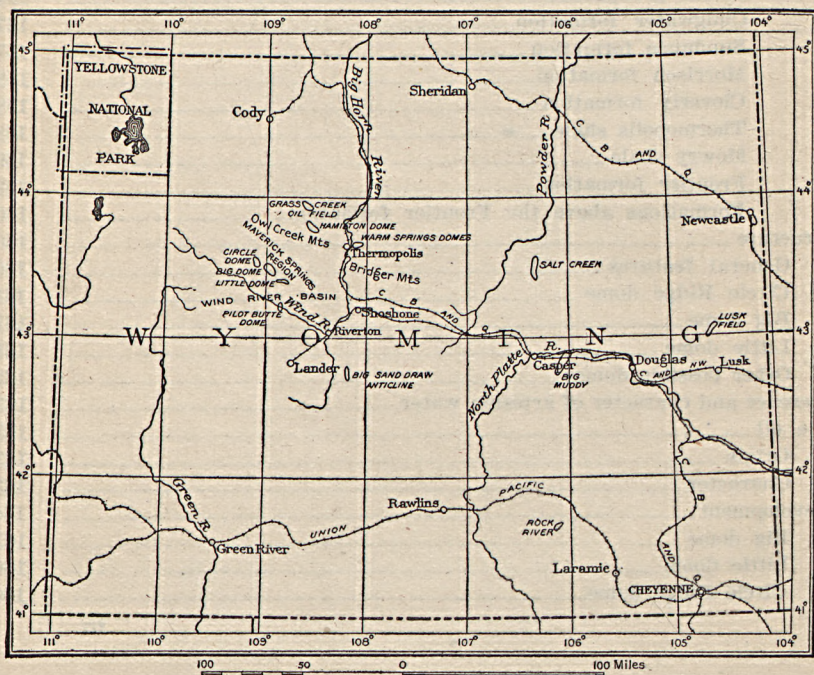 111°
110°
109°
108°
107°
106°
105°
104°
45°
45°
YELLOWSTONE
NATIONAL
PARK
Cody
Big Horn
River
Sheridan
Powder R.
C B AND Q
44°
44°
Newcastle
GRASS CREEK
OIL FIELD
HAMILTON DOME
Owl Creek Mts
WARM SPRINGS DOMES
Thermopolis
MAVERICK SPRINGS
REGION
CIRCLE
DOME
BIG DOME
LITTLE DOME
Bridger Mts
SALT CREEK
WIND RIVER BASIN
Wind R.
PILOT BUTTE
DOME
Shoshone
C B AND Q
Riverton
43°
43°
WYOMING
LUSK
FIELD
Lander
BIG SAND DRAW
ANTICLINE
North Platte
R.
Casper
BIG
MUDDY
Douglas
C AND NW
Lusk
42°
42°
Green R.
Green River
UNION
PACIFIC
Rawlins
ROCK
RIVER
Laramie
C B AND Q
CHEYENNE
41°
41°
111°
110°
109°
108°
107°
106°
105°
104°
100 50 0 100 Miles